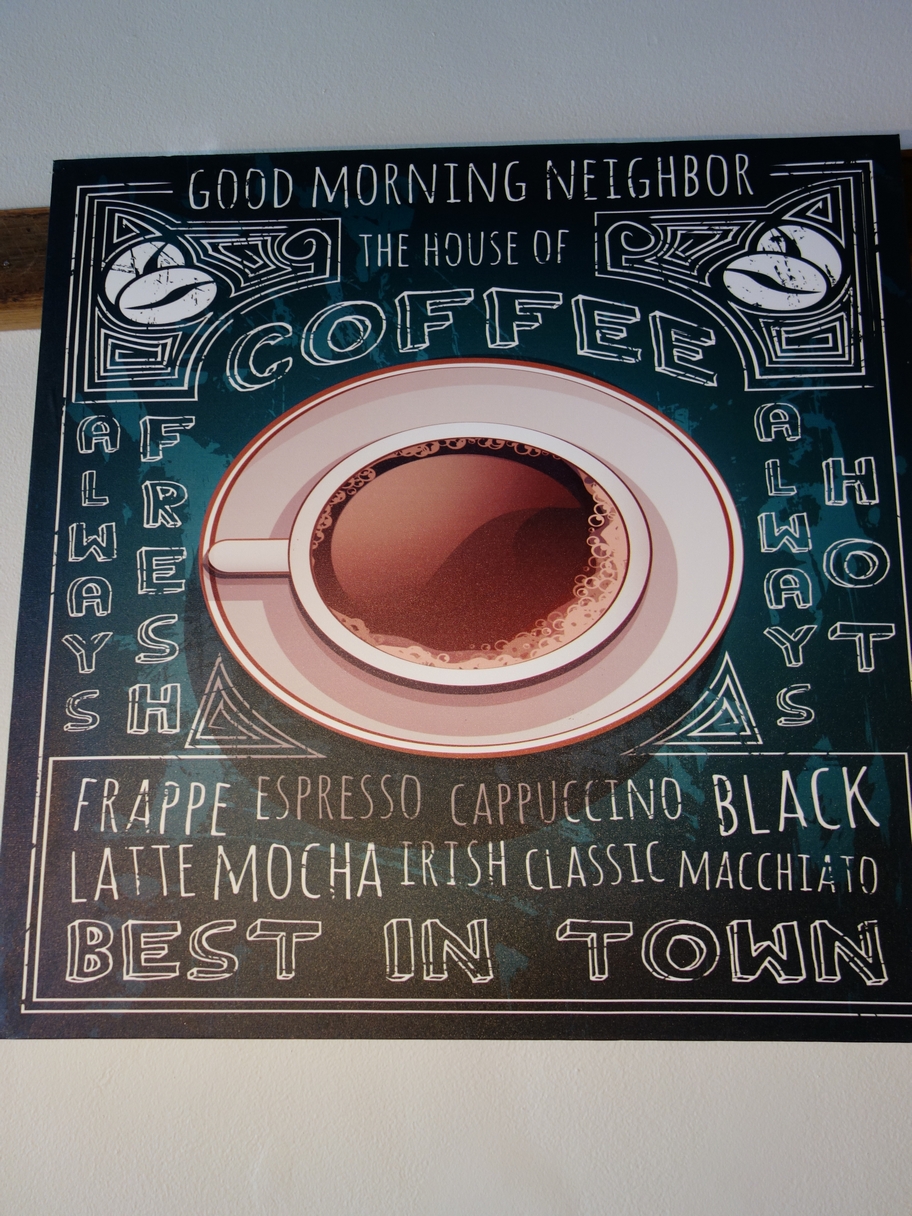 GOOD MORNING NEIGHBOR
THE HOUSE OF
COFFEE
ALWAYS
FRESH
ALWAYS
HOT
FRAPPE ESPRESSO CAPPUCCINO BLACK
LATTE MOCHA IRISH CLASSIC MACCHIATO
BEST IN TOWN